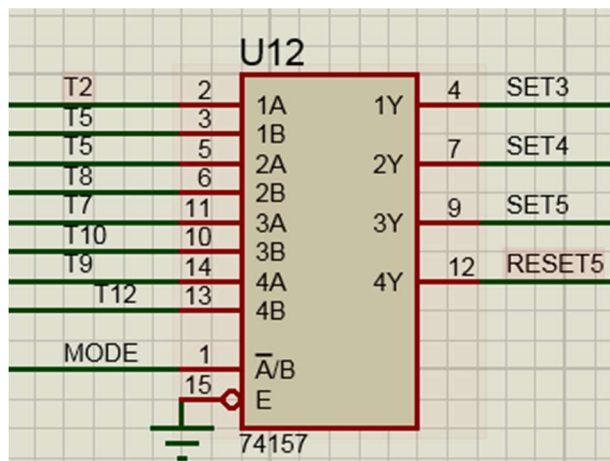 U12
T2 2 1A 1Y 4 SET3
T5 3 1B
T5 5 2A 2Y 7 SET4
T8 6 2B
T7 11 3A 3Y 9 SET5
T10 10 3B
T9 14 4A 4Y 12 RESET5
T12 13 4B
MODE 1 A̅/B
15 E
74157